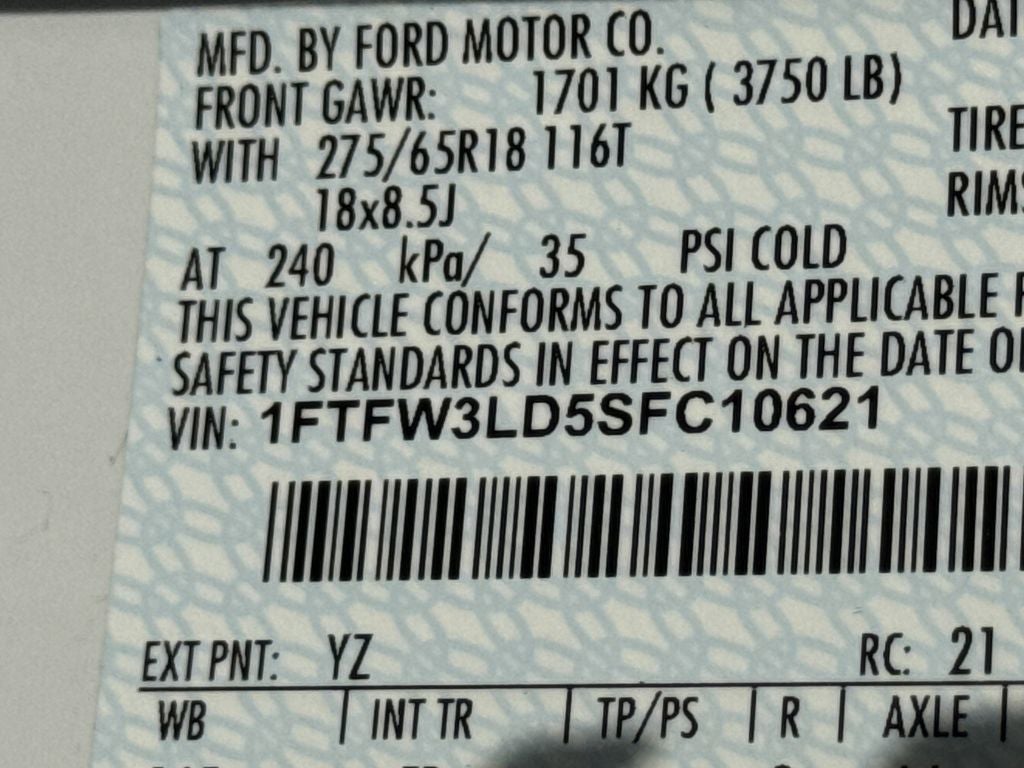 MFD. BY FORD MOTOR CO.
DAT
FRONT GAWR: 1701 KG ( 3750 LB)
WITH 275/65R18 116T
TIRE
18x8.5J
RIMS
AT 240 kPa/ 35 PSI COLD
THIS VEHICLE CONFORMS TO ALL APPLICABLE F
SAFETY STANDARDS IN EFFECT ON THE DATE OF
VIN: 1FTFW3LD5SFC10621
EXT PNT: YZ RC: 21
WB | INT TR | TP/PS | R | AXLE |